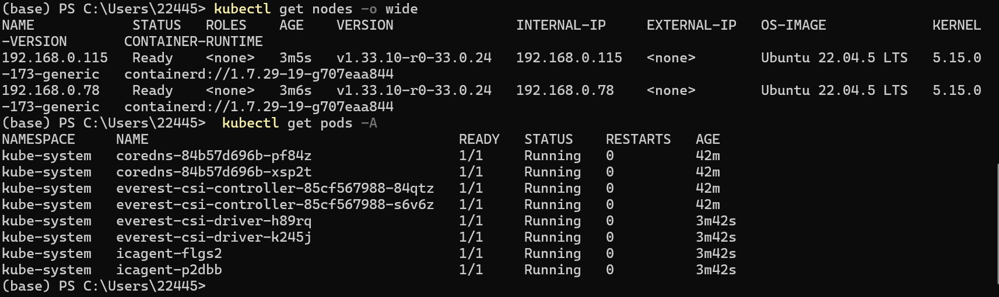 (base) PS C:\Users\22445> kubectl get nodes -o wide
NAME            STATUS   ROLES    AGE    VERSION               INTERNAL-IP     EXTERNAL-IP   OS-IMAGE             KERNEL
-VERSION       CONTAINER-RUNTIME
192.168.0.115   Ready    <none>   3m5s   v1.33.10-r0-33.0.24   192.168.0.115   <none>        Ubuntu 22.04.5 LTS   5.15.0
-173-generic   containerd://1.7.29-19-g707eaa844
192.168.0.78    Ready    <none>   3m6s   v1.33.10-r0-33.0.24   192.168.0.78    <none>        Ubuntu 22.04.5 LTS   5.15.0
-173-generic   containerd://1.7.29-19-g707eaa844
(base) PS C:\Users\22445>  kubectl get pods -A
NAMESPACE     NAME                                      READY   STATUS    RESTARTS   AGE
kube-system   coredns-84b57d696b-pf84z                  1/1     Running   0          42m
kube-system   coredns-84b57d696b-xsp2t                  1/1     Running   0          42m
kube-system   everest-csi-controller-85cf567988-84qtz   1/1     Running   0          42m
kube-system   everest-csi-controller-85cf567988-s6v6z   1/1     Running   0          42m
kube-system   everest-csi-driver-h89rq                  1/1     Running   0          3m42s
kube-system   everest-csi-driver-k245j                  1/1     Running   0          3m42s
kube-system   icagent-flgs2                             1/1     Running   0          3m42s
kube-system   icagent-p2dbb                             1/1     Running   0          3m42s
(base) PS C:\Users\22445>